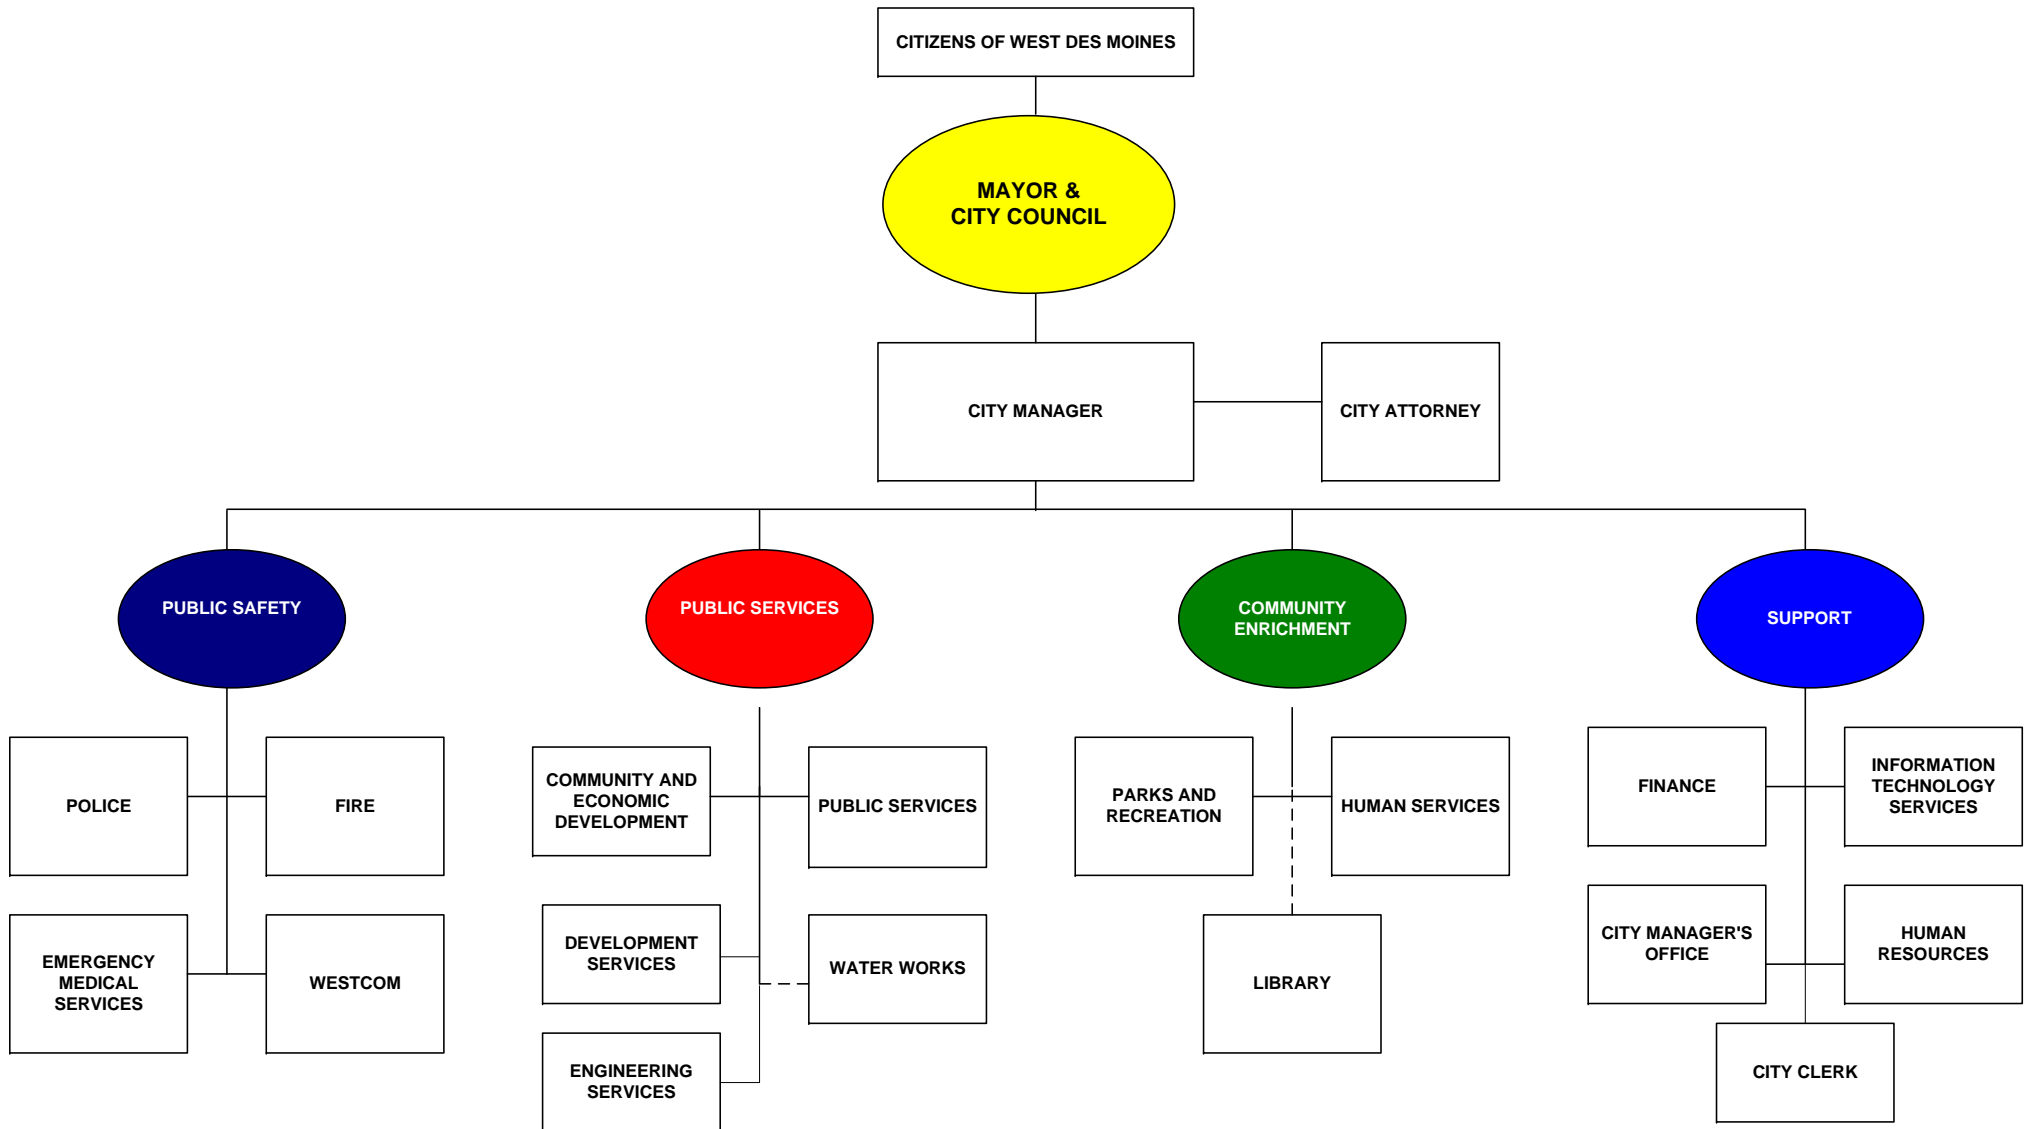 CITIZENS OF WEST DES MOINES
MAYOR &
CITY COUNCIL
CITY MANAGER
CITY ATTORNEY
PUBLIC SAFETY
PUBLIC SERVICES
COMMUNITY
ENRICHMENT
SUPPORT
POLICE
FIRE
EMERGENCY
MEDICAL
SERVICES
WESTCOM
COMMUNITY AND
ECONOMIC
DEVELOPMENT
PUBLIC SERVICES
DEVELOPMENT
SERVICES
WATER WORKS
ENGINEERING
SERVICES
PARKS AND
RECREATION
HUMAN SERVICES
LIBRARY
FINANCE
INFORMATION
TECHNOLOGY
SERVICES
CITY MANAGER'S
OFFICE
HUMAN
RESOURCES
CITY CLERK